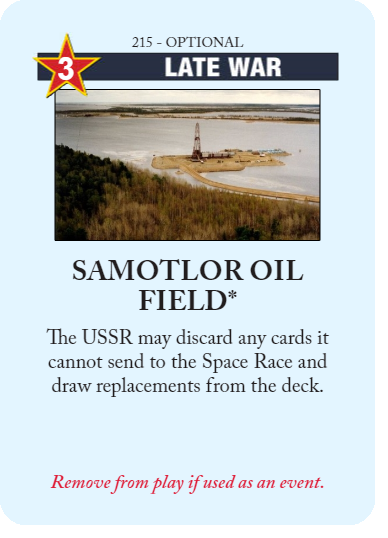 215 - OPTIONAL
3
LATE WAR
SAMOTLOR OIL
FIELD*
The USSR may discard any cards it
cannot send to the Space Race and
draw replacements from the deck.
Remove from play if used as an event.